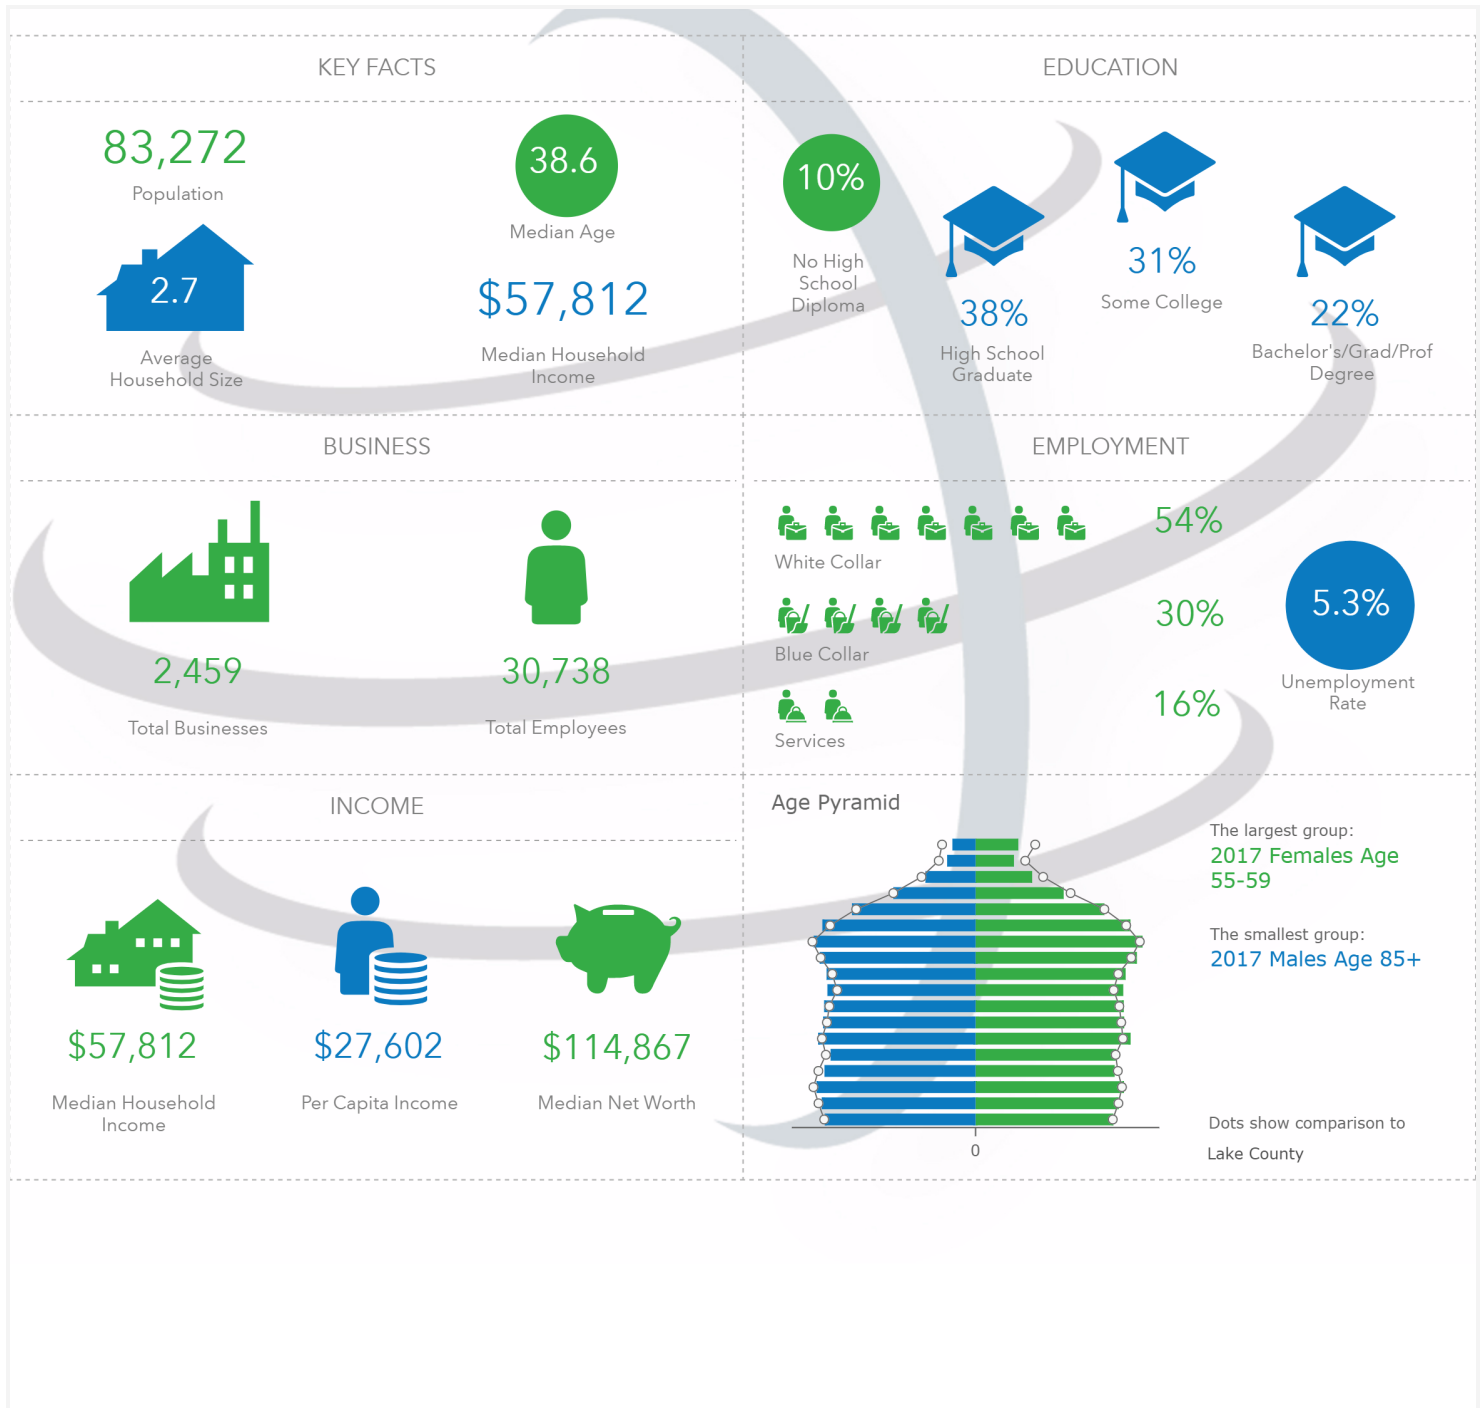 KEY FACTS
83,272
Population
38.6
Median Age
2.7
Average
Household Size
$57,812
Median Household
Income
EDUCATION
10%
No High
School
Diploma
38%
High School
Graduate
31%
Some College
22%
Bachelor's/Grad/Prof
Degree
BUSINESS
2,459
Total Businesses
30,738
Total Employees
EMPLOYMENT
54%
White Collar
30%
Blue Collar
16%
Services
5.3%
Unemployment
Rate
INCOME
$57,812
Median Household
Income
$27,602
Per Capita Income
$114,867
Median Net Worth
Age Pyramid
0
The largest group:
2017 Females Age
55-59
The smallest group:
2017 Males Age 85+
Dots show comparison to
Lake County